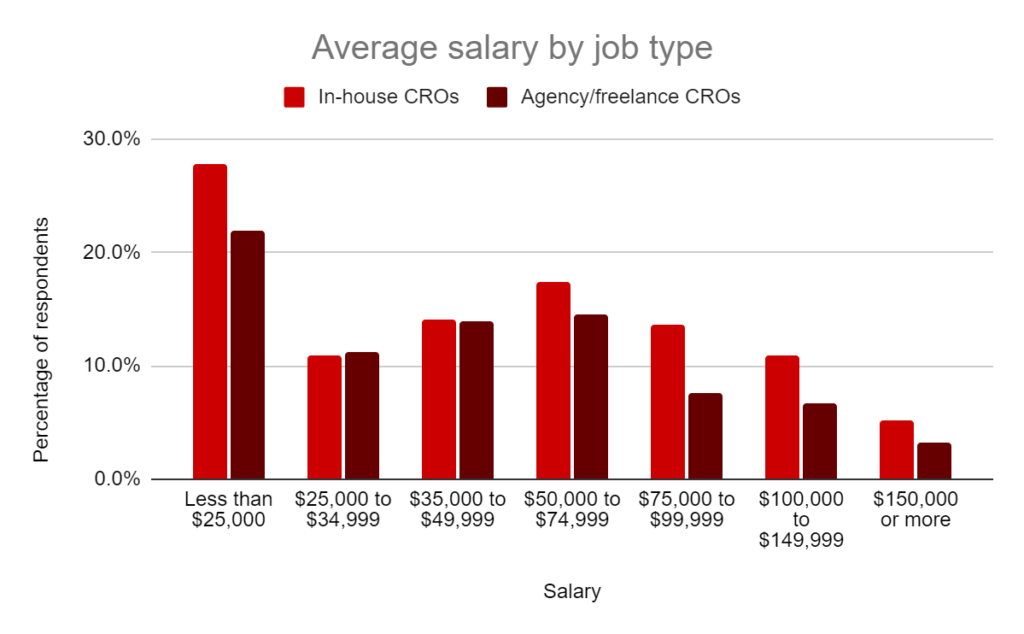 Average salary by job type
In-house CROs
Agency/freelance CROs
30.0%
20.0%
10.0%
0.0%
Percentage of respondents
Less than
$25,000
$25,000 to
$34,999
$35,000 to
$49,999
$50,000 to
$74,999
$75,000 to
$99,999
$100,000
to
$149,999
$150,000
or more
Salary